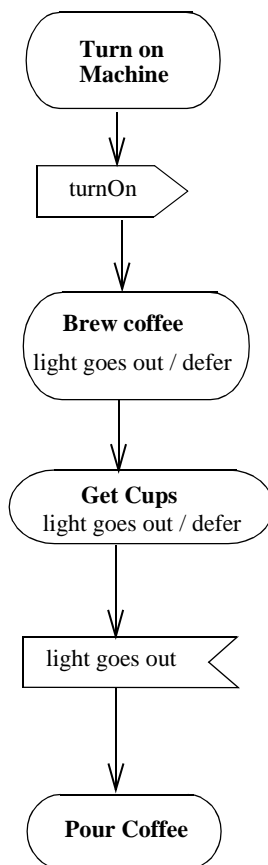 Turn on
Machine
turnOn
Brew coffee
light goes out / defer
Get Cups
light goes out / defer
light goes out
Pour Coffee